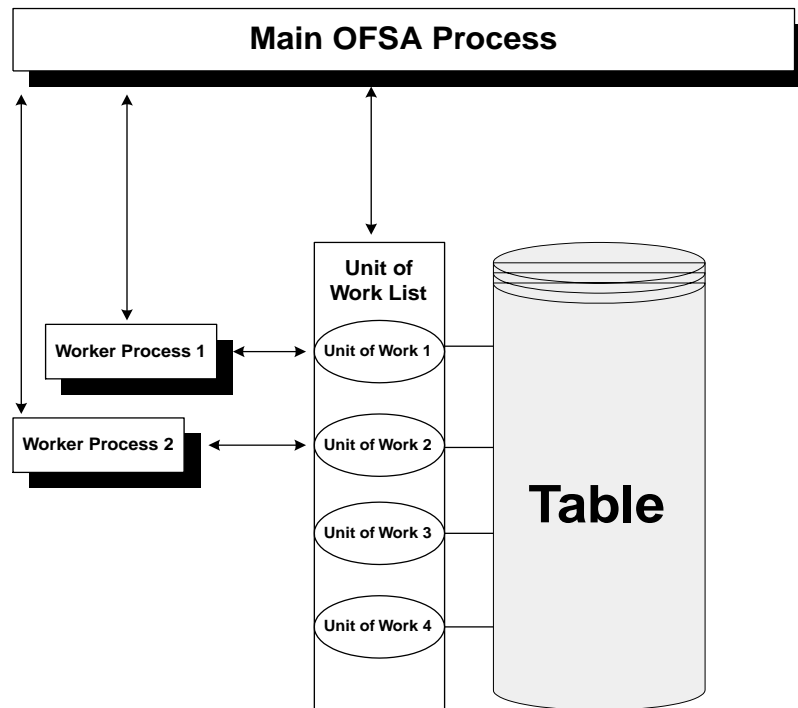 Main OFSA Process
Unit of
Work List
Worker Process 1
Unit of Work 1
Worker Process 2
Unit of Work 2
Unit of Work 3
Unit of Work 4
Table